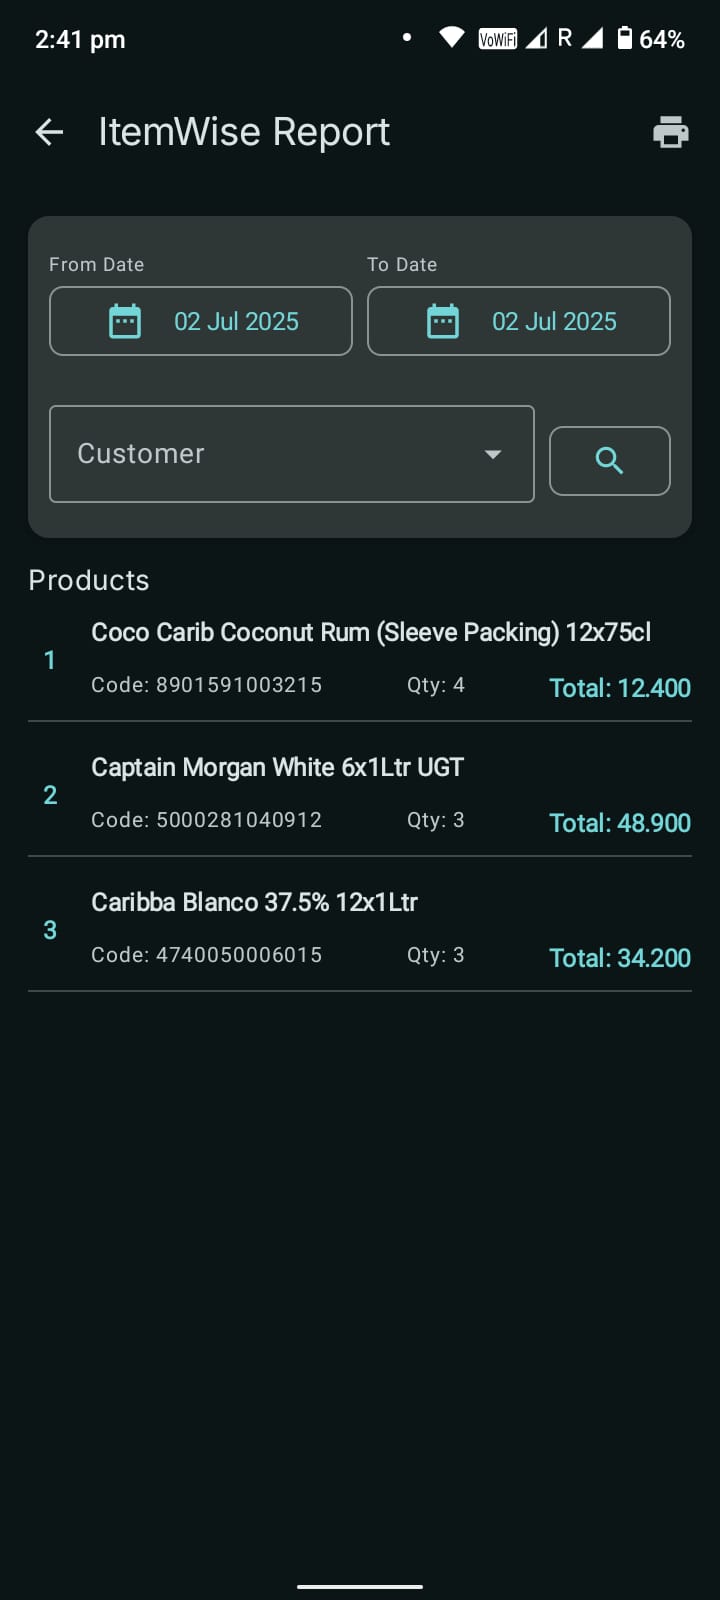 2:41 pm
VoWiFi R 64%
ItemWise Report
From Date
To Date
02 Jul 2025
02 Jul 2025
Customer
Products
1
Coco Carib Coconut Rum (Sleeve Packing) 12x75cl
Code: 8901591003215 Qty: 4 Total: 12.400
2
Captain Morgan White 6x1Ltr UGT
Code: 5000281040912 Qty: 3 Total: 48.900
3
Caribba Blanco 37.5% 12x1Ltr
Code: 4740050006015 Qty: 3 Total: 34.200